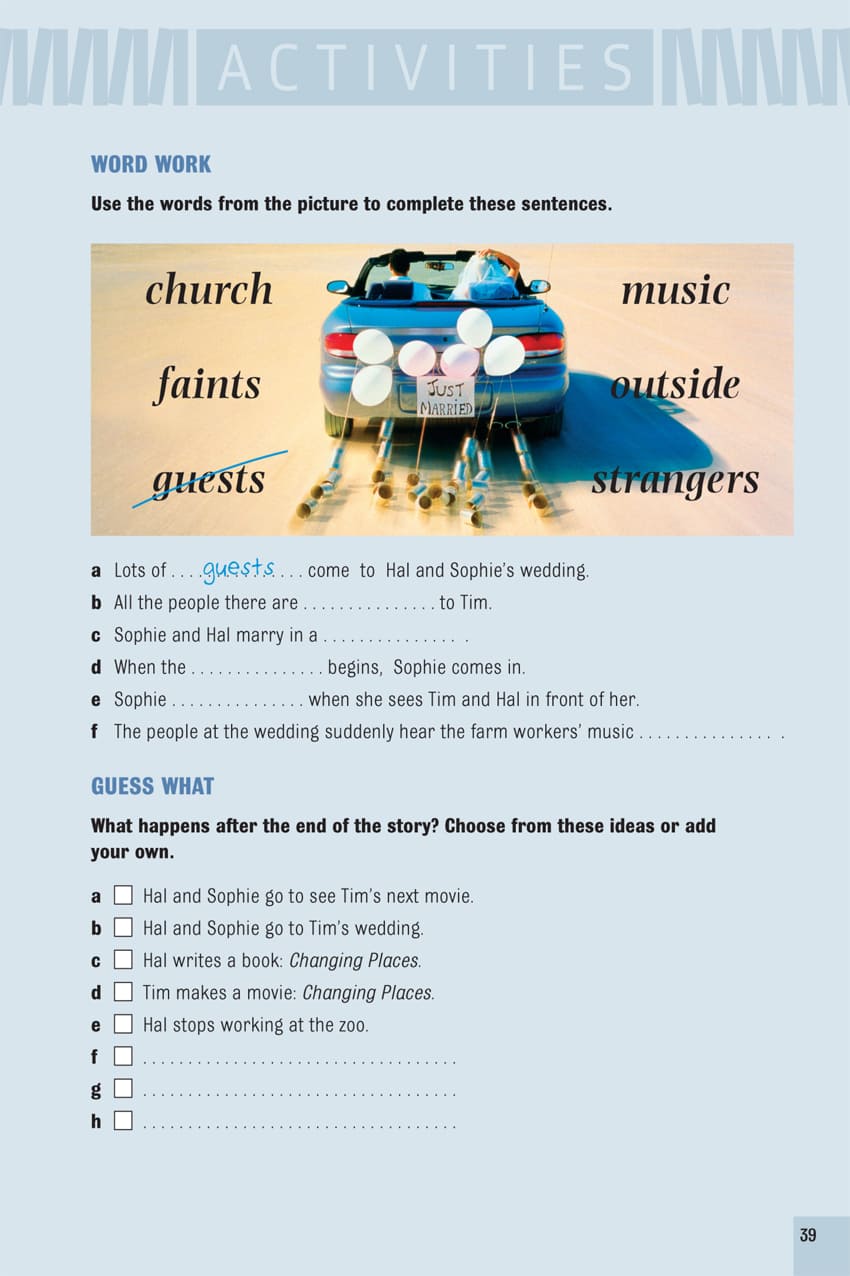 ACTIVITIES
WORD WORK
Use the words from the picture to complete these sentences.
church
music
faints
outside
JUST
MARRIED
guests
strangers
a Lots of . . . . guests . . . . come to Hal and Sophie's wedding.
b All the people there are . . . . . . . . . . . . . . . to Tim.
c Sophie and Hal marry in a . . . . . . . . . . . . . . . .
d When the . . . . . . . . . . . . . . . begins, Sophie comes in.
e Sophie . . . . . . . . . . . . . . . when she sees Tim and Hal in front of her.
f The people at the wedding suddenly hear the farm workers' music . . . . . . . . . . . . . . . .
GUESS WHAT
What happens after the end of the story? Choose from these ideas or add
your own.
a Hal and Sophie go to see Tim's next movie.
b Hal and Sophie go to Tim's wedding.
c Hal writes a book: Changing Places.
d Tim makes a movie: Changing Places.
e Hal stops working at the zoo.
f . . . . . . . . . . . . . . . . . . . . . . . . . . . . . . . . . . .
g . . . . . . . . . . . . . . . . . . . . . . . . . . . . . . . . . . .
h . . . . . . . . . . . . . . . . . . . . . . . . . . . . . . . . . . .
39